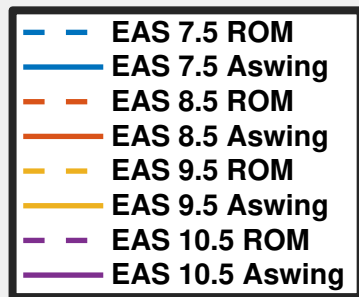 EAS 7.5 ROM
EAS 7.5 Aswing
EAS 8.5 ROM
EAS 8.5 Aswing
EAS 9.5 ROM
EAS 9.5 Aswing
EAS 10.5 ROM
EAS 10.5 Aswing